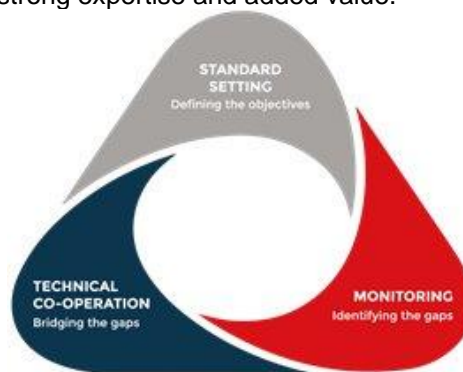 strong expertise and added value.
STANDARD
SETTING
Defining the objectives
TECHNICAL
CO-OPERATION
Bridging the gaps
MONITORING
Identifying the gaps